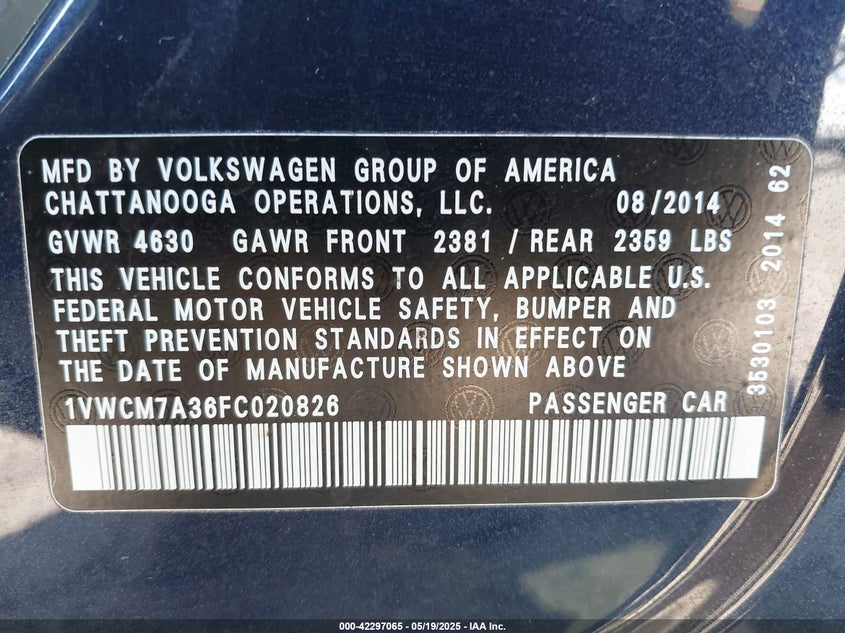 MFD BY VOLKSWAGEN GROUP OF AMERICA
CHATTANOOGA OPERATIONS, LLC. 08/2014
GVWR 4630 GAWR FRONT 2381 / REAR 2359 LBS
THIS VEHICLE CONFORMS TO ALL APPLICABLE U.S.
FEDERAL MOTOR VEHICLE SAFETY, BUMPER AND
THEFT PREVENTION STANDARDS IN EFFECT ON
THE DATE OF MANUFACTURE SHOWN ABOVE
1VWCM7A36FC020826 PASSENGER CAR
3530103 2014 62
000-42297065 - 05/19/2025 - IAA Inc.